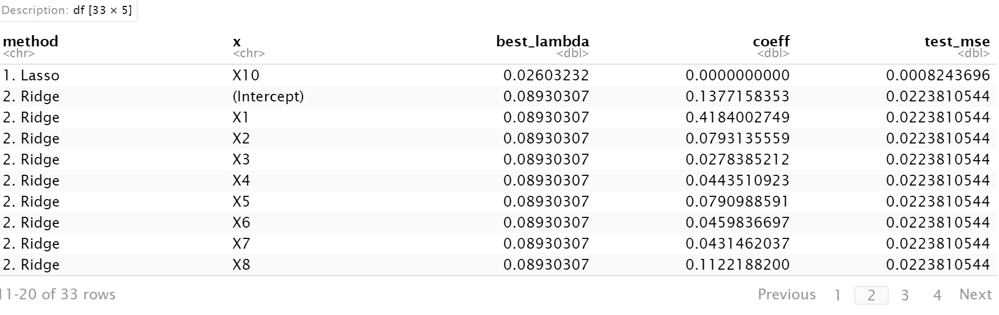 Description: df [33 × 5]
method x best_lambda coeff test_mse
<chr> <chr> <dbl> <dbl> <dbl>
1. Lasso X10 0.02603232 0.0000000000 0.0008243696
2. Ridge (Intercept) 0.08930307 0.1377158353 0.0223810544
2. Ridge X1 0.08930307 0.4184002749 0.0223810544
2. Ridge X2 0.08930307 0.0793135559 0.0223810544
2. Ridge X3 0.08930307 0.0278385212 0.0223810544
2. Ridge X4 0.08930307 0.0443510923 0.0223810544
2. Ridge X5 0.08930307 0.0790988591 0.0223810544
2. Ridge X6 0.08930307 0.0459836697 0.0223810544
2. Ridge X7 0.08930307 0.0431462037 0.0223810544
2. Ridge X8 0.08930307 0.1122188200 0.0223810544
11-20 of 33 rows Previous 1 2 3 4 Next